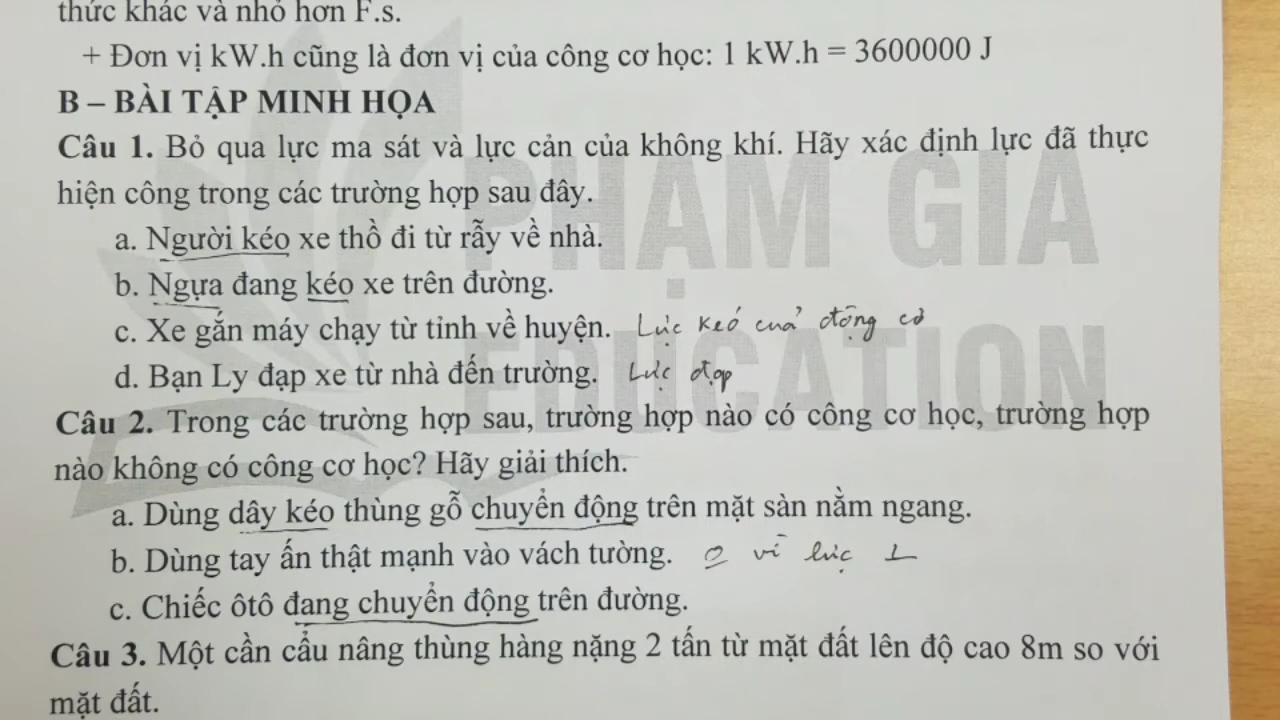 thức khác và nhỏ hơn F.s.
+ Đơn vị kW.h cũng là đơn vị của công cơ học: 1 kW.h = 3600000 J
B – BÀI TẬP MINH HỌA
Câu 1. Bỏ qua lực ma sát và lực cản của không khí. Hãy xác định lực đã thực
hiện công trong các trường hợp sau đây.
a. Người kéo xe thồ đi từ rẫy về nhà.
b. Ngựa đang kéo xe trên đường.
c. Xe gắn máy chạy từ tỉnh về huyện. Lực kéo của động cơ
d. Bạn Ly đạp xe từ nhà đến trường. Lực đạp
Câu 2. Trong các trường hợp sau, trường hợp nào có công cơ học, trường hợp
nào không có công cơ học? Hãy giải thích.
a. Dùng dây kéo thùng gỗ chuyển động trên mặt sàn nằm ngang.
b. Dùng tay ấn thật mạnh vào vách tường. vì lực ⊥
c. Chiếc ôtô đang chuyển động trên đường.
Câu 3. Một cần cẩu nâng thùng hàng nặng 2 tấn từ mặt đất lên độ cao 8m so với
mặt đất.
PHẠM GIA
EDUCATION